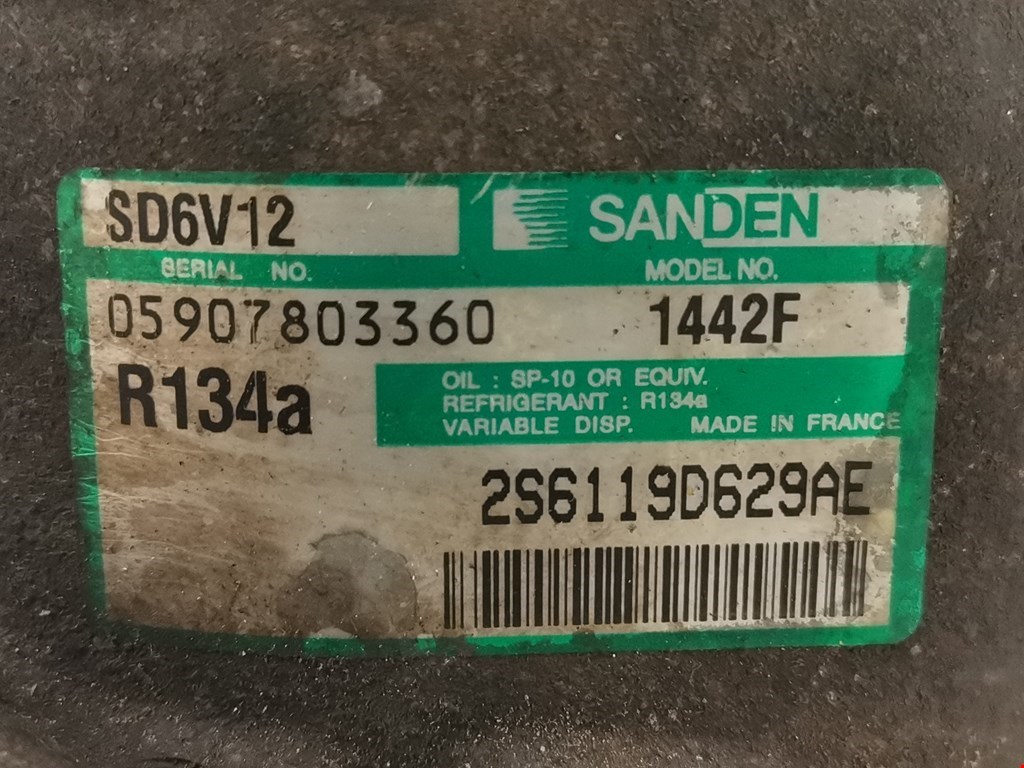 SD6V12 SANDEN
SERIAL NO. MODEL NO.
05907803360 1442F
R134a
OIL : SP-10 OR EQUIV.
REFRIGERANT : R134a
VARIABLE DISP. MADE IN FRANCE
2S6119D629AE